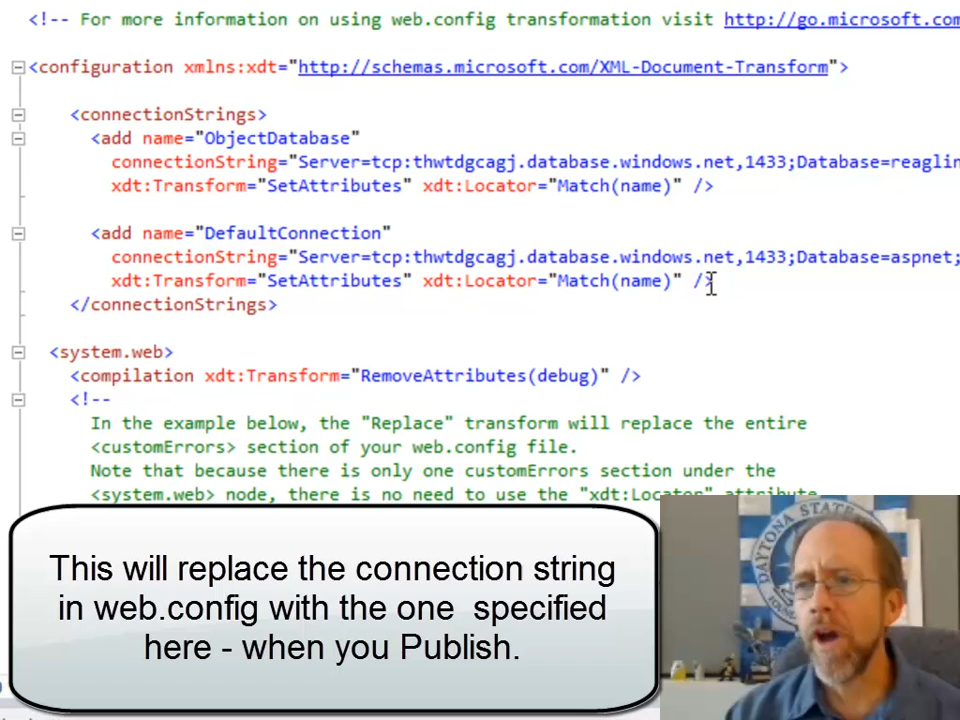 <!-- For more information on using web.config transformation visit http://go.microsoft.com
<configuration xmlns:xdt="http://schemas.microsoft.com/XML-Document-Transform">
<connectionStrings>
<add name="ObjectDatabase"
connectionString="Server=tcp:thwtdgcagj.database.windows.net,1433;Database=reaglin
xdt:Transform="SetAttributes" xdt:Locator="Match(name)" />
<add name="DefaultConnection"
connectionString="Server=tcp:thwtdgcagj.database.windows.net,1433;Database=aspnet;
xdt:Transform="SetAttributes" xdt:Locator="Match(name)" />
</connectionStrings>
<system.web>
<compilation xdt:Transform="RemoveAttributes(debug)" />
<!--
In the example below, the "Replace" transform will replace the entire
<customErrors> section of your web.config file.
Note that because there is only one customErrors section under the
<system.web> node, there is no need to use the "xdt:Locator" attribute
This will replace the connection string
in web.config with the one specified
here - when you Publish.
DAYTONA STATE